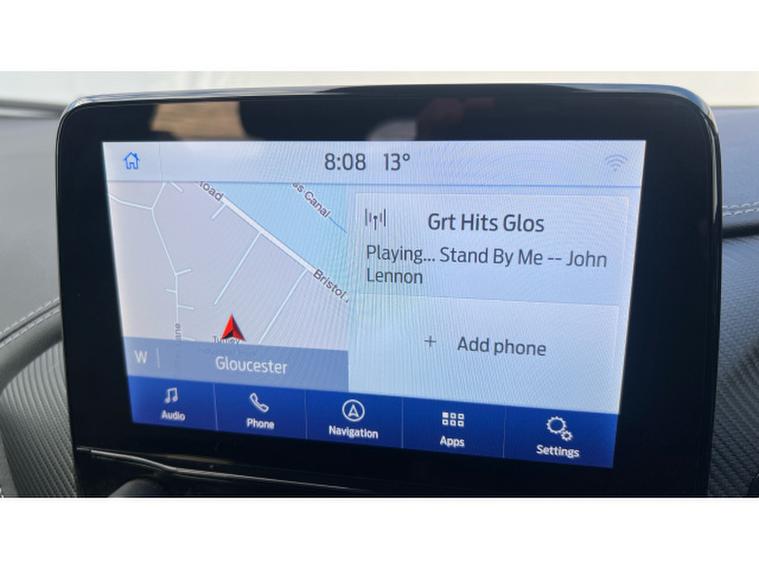 8:08 13°
Road
ss Canal
Bristol
Grt Hits Glos
Playing... Stand By Me -- John
Lennon
Add phone
W
Gloucester
Audio
Phone
Navigation
Apps
Settings